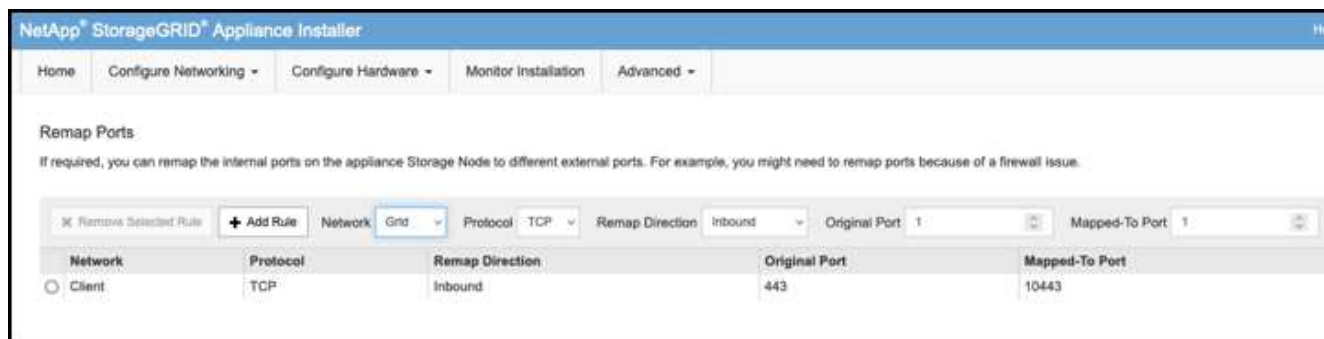 NetApp® StorageGRID® Appliance Installer
Home Configure Networking Configure Hardware Monitor Installation Advanced
Remap Ports
If required, you can remap the internal ports on the appliance Storage Node to different external ports. For example, you might need to remap ports because of a firewall issue.
Remove Selected Rule Add Rule Network Grid Protocol TCP Remap Direction Inbound Original Port 1 Mapped-To Port 1
Network Protocol Remap Direction Original Port Mapped-To Port
Client TCP Inbound 443 10443